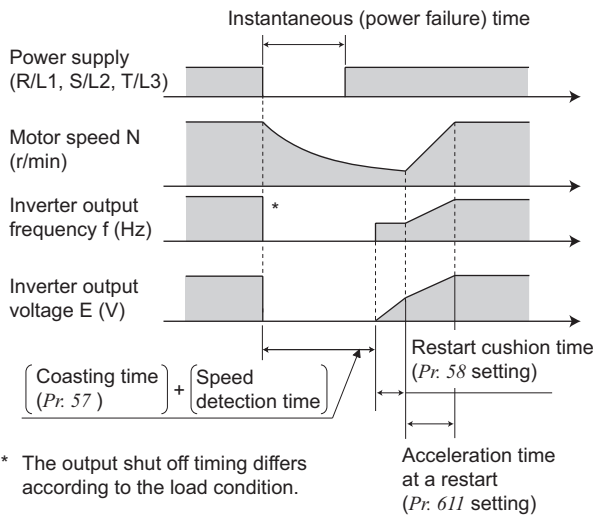 Instantaneous (power failure) time
Power supply
(R/L1, S/L2, T/L3)
Motor speed N
(r/min)
Inverter output
frequency f (Hz)
*
Inverter output
voltage E (V)
Coasting time
(Pr. 57 )
+
Speed
detection time
Restart cushion time
(Pr. 58 setting)
* The output shut off timing differs
according to the load condition.
Acceleration time
at a restart
(Pr. 611 setting)